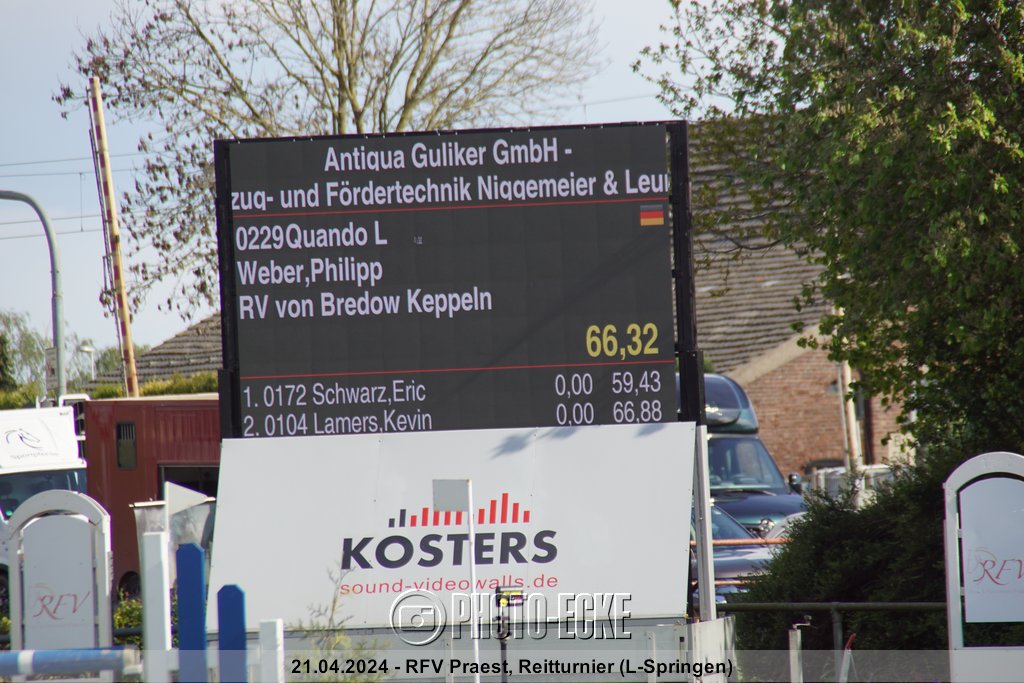 Antiqua Guliker GmbH -
zug- und Fördertechnik Niggemeier & Leur
0229Quando L
Weber,Philipp
RV von Bredow Keppeln
66,32
1. 0172 Schwarz,Eric 0,00 59,43
2. 0104 Lamers,Kevin 0,00 66.88
KOSTERS
sound-videowalls.de
RFV
RFV
PHOTO-ECKE
21.04.2024 - RFV Praest, Reitturnier (L-Springen)